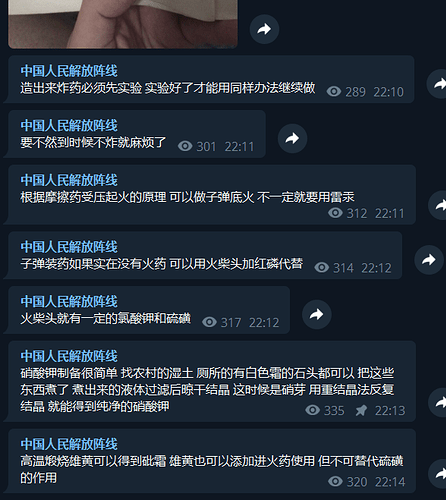 中国人民解放阵线
造出来炸药必须先实验 实验好了才能用同样办法继续做
289 22:10
中国人民解放阵线
要不然到时候不炸就麻烦了
301 22:11
中国人民解放阵线
根据摩擦药受压起火的原理 可以做子弹底火 不一定就要用雷汞
312 22:11
中国人民解放阵线
子弹装药如果实在没有火药 可以用火柴头加红磷代替
314 22:12
中国人民解放阵线
火柴头就有一定的氯酸钾和硫磺
317 22:12
中国人民解放阵线
硝酸钾制备很简单 找农村的湿土 厕所的有白色霜的石头都可以 把这些
东西煮了 煮出来的液体过滤后晾干结晶 这时候是硝芽 用重结晶法反复
结晶 就能得到纯净的硝酸钾
335 22:13
中国人民解放阵线
高温煅烧雄黄可以得到砒霜 雄黄也可以添加进火药使用 但不可替代硫磺
的作用
320 22:14